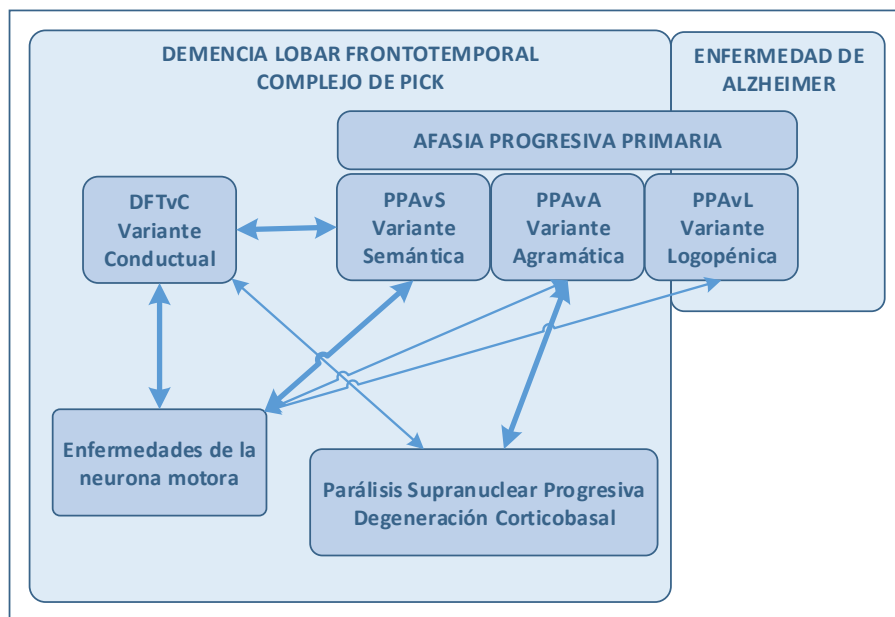 DEMENCIA LOBAR FRONTOTEMPORAL
COMPLEJO DE PICK
ENFERMEDAD DE
ALZHEIMER
AFASIA PROGRESIVA PRIMARIA
DFTvC
Variante
Conductual
PPAvS
Variante
Semántica
PPAvA
Variante
Agramática
PPAvL
Variante
Logopénica
Enfermedades de la
neurona motora
Parálisis Supranuclear Progresiva
Degeneración Corticobasal